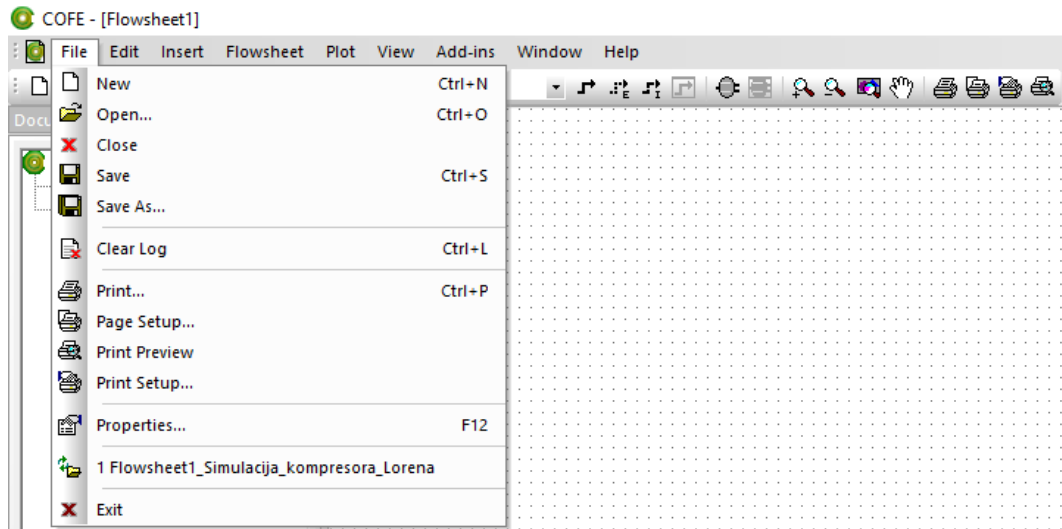 COFE - [Flowsheet1]
File Edit Insert Flowsheet Plot View Add-ins Window Help
New Ctrl+N
Open... Ctrl+O
Close
Save Ctrl+S
Save As...
Clear Log Ctrl+L
Print... Ctrl+P
Page Setup...
Print Preview
Print Setup...
Properties... F12
1 Flowsheet1_Simulacija_kompresora_Lorena
Exit